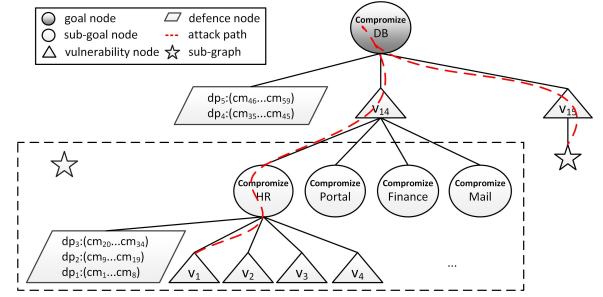 goal node
defence node
sub-goal node
attack path
vulnerability node
sub-graph
Compromize
DB
dp₅:(cm₄₆...cm₅₉)
dp₄:(cm₃₅...cm₄₅)
v₁₄
v₁₅
Compromize
HR
Compromize
Portal
Compromize
Finance
Compromize
Mail
dp₃:(cm₂₀...cm₃₄)
dp₂:(cm₉...cm₁₉)
dp₁:(cm₁...cm₈)
v₁
v₂
v₃
v₄
...